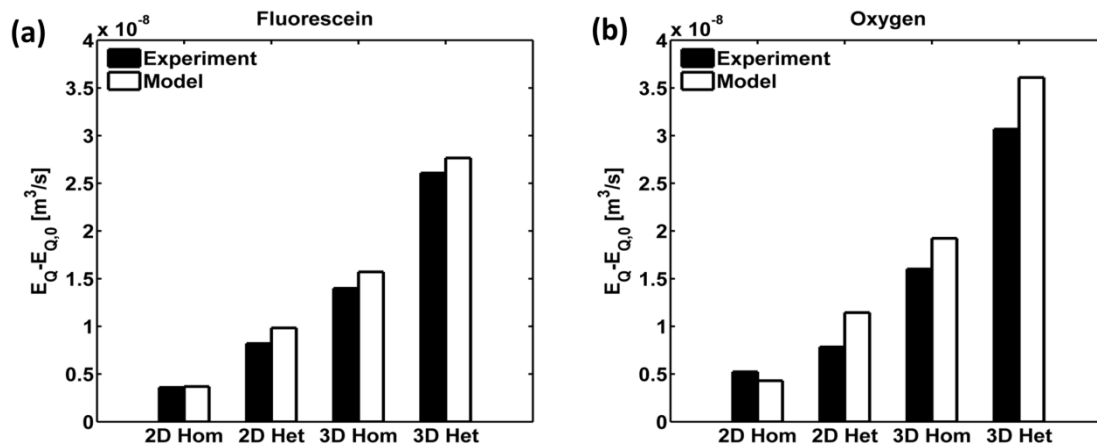 (a)
x 10⁻⁸
Fluorescein
4
3.5
3
2.5
2
1.5
1
0.5
0
E_Q-E_Q,0 [m³/s]
Experiment
Model
2D Hom 2D Het 3D Hom 3D Het
(b)
x 10⁻⁸
Oxygen
4
3.5
3
2.5
2
1.5
1
0.5
0
E_Q-E_Q,0 [m³/s]
Experiment
Model
2D Hom 2D Het 3D Hom 3D Het